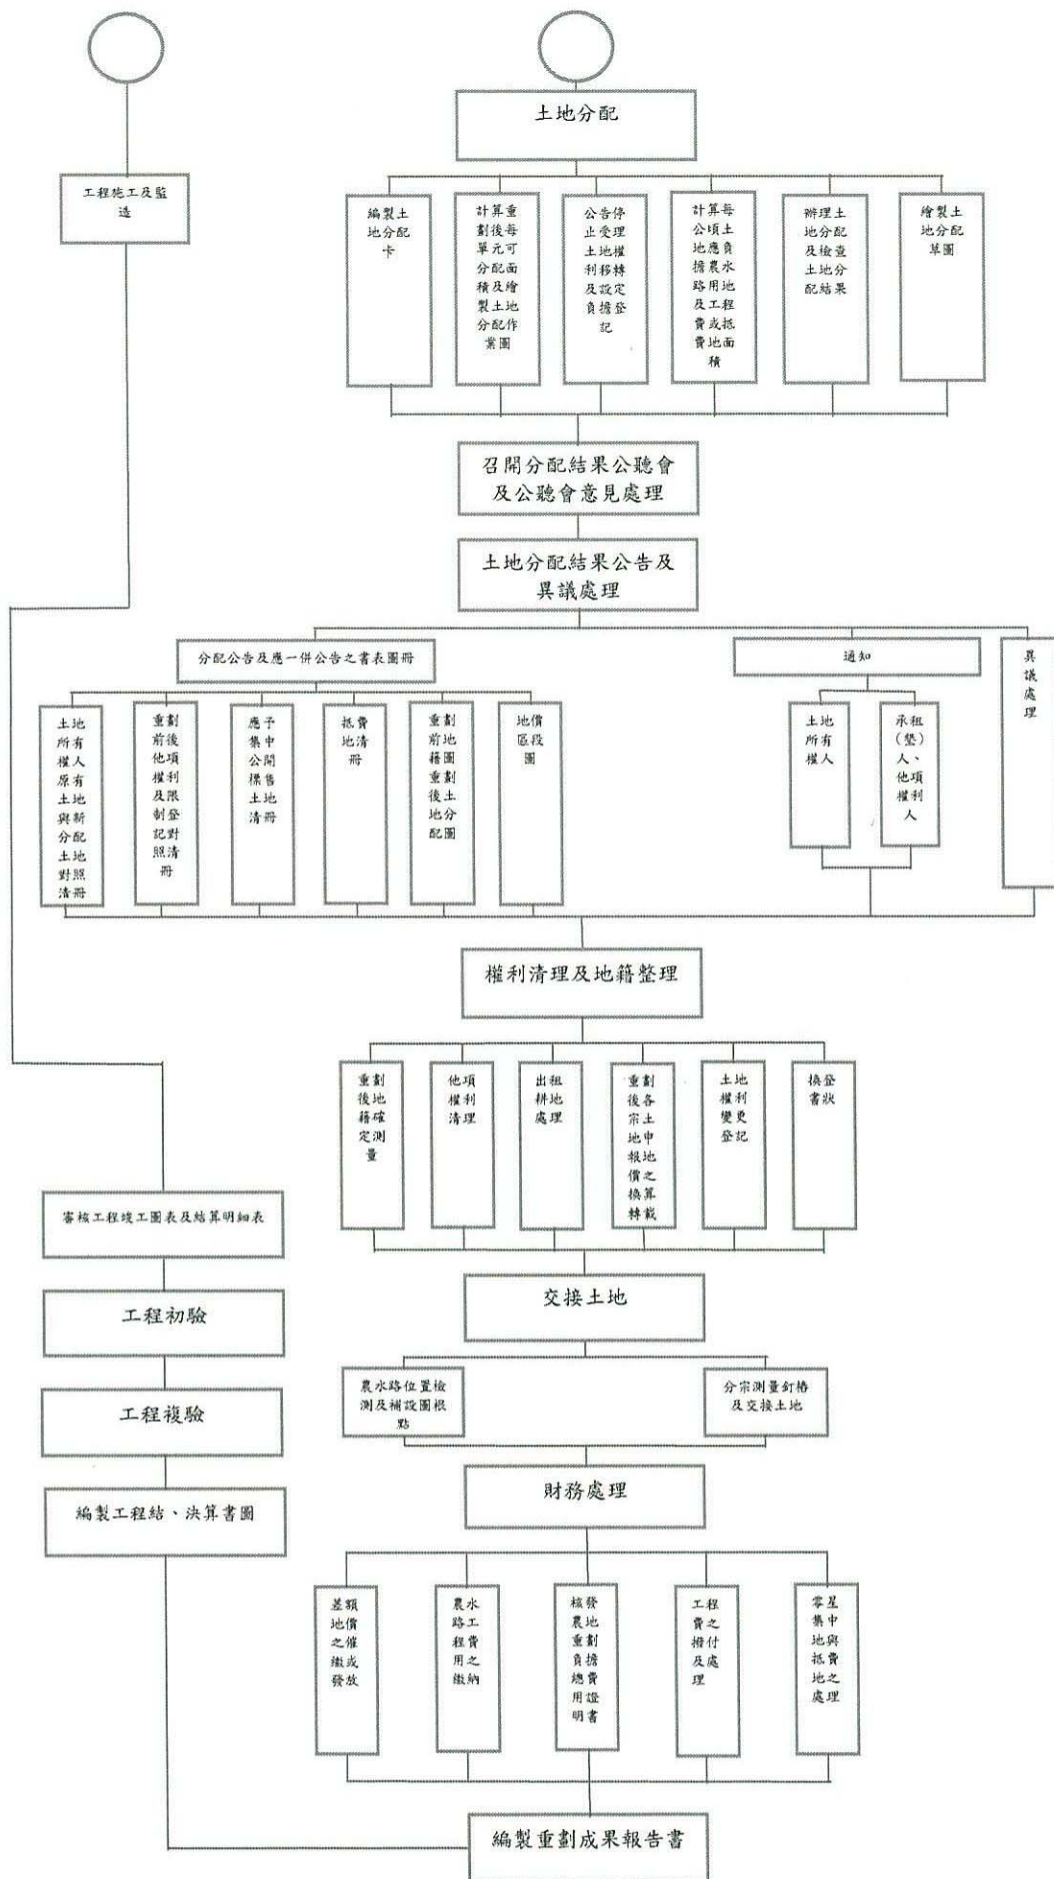 土地分配
工程施工及監
造
編製土
地分配
卡
計算重
劃後每
單元可
分配面
積及繪
製土地
分配作
業圖
公告停
止受理
土地權
利移轉
及設定
負擔登
記
計算每
公頃土
地應負
擔農水
路用地
及工程
費或抵
費地面
積
辦理土
地分配
及檢查
土地分
配結果
繪製土
地分配
草圖
召開分配結果公聽會
及公聽會意見處理
土地分配結果公告及
異議處理
分配公告及應一併公告之書表圖冊
通知
異
議
處
理
土地
所有
權人
原有
土地
與新
分配
土地
對照
清冊
重劃
前後
他項
權利
及限
制登
記對
照清
冊
應予
集中
公開
標售
土地
清冊
抵費
地清
冊
重劃
前地
籍圖
重劃
後土
地分
配圖
地價
區段
圖
土地
所有
權人
承租
(墾)
人、
他項
權利
人
權利清理及地籍整理
重劃
後地
籍確
定測
量
他項
權利
清理
出租
耕地
處理
重劃
後各
宗土
地申
報地
價之
換算
轉載
土地
權利
變更
登記
換登
書狀
審核工程竣工圖表及結算明細表
工程初驗
工程複驗
編製工程結、決算書圖
交接土地
農水路位置檢
測及補設圖根
點
分宗測量釘樁
及交接土地
財務處理
差額
地價
之催
繳或
發放
農水
路工
程費
用之
繳納
核發
農地
重劃
負擔
總費
用證
明書
工程
費之
撥付
及處
理
零星
集中
地與
抵費
地之
處理
編製重劃成果報告書